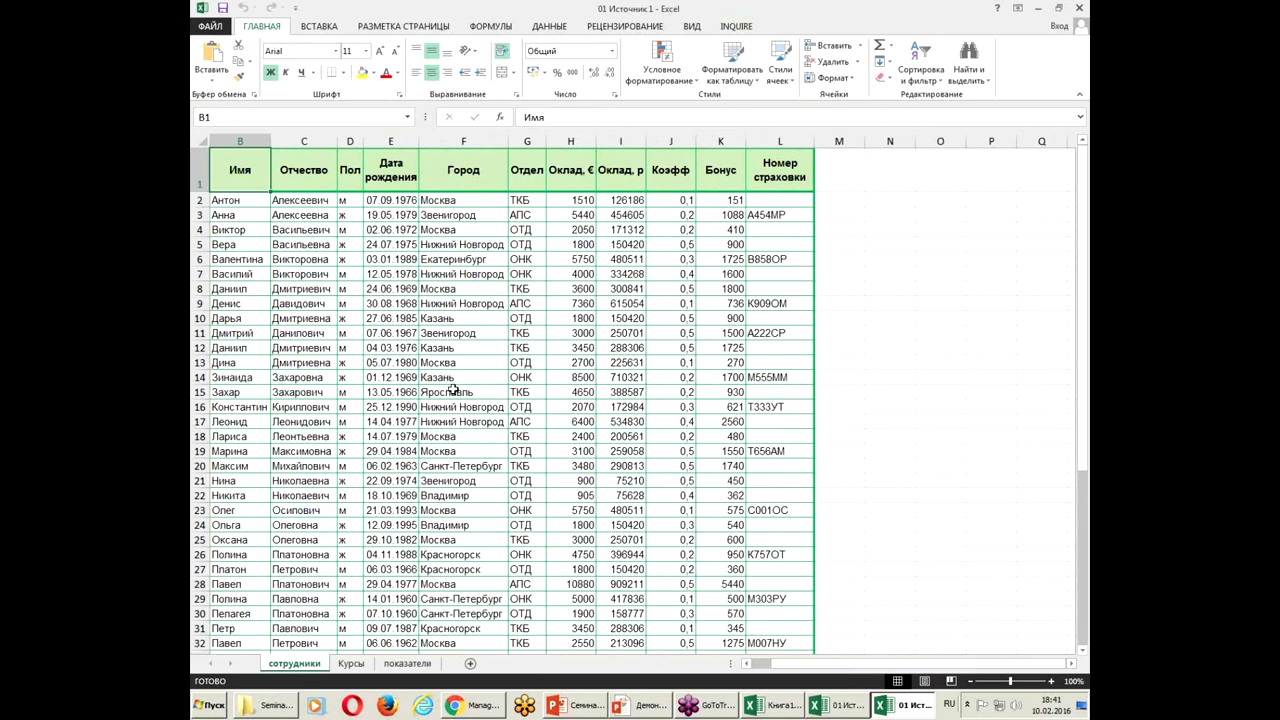 01 Источник 1 - Excel
ФАЙЛ ГЛАВНАЯ ВСТАВКА РАЗМЕТКА СТРАНИЦЫ ФОРМУЛЫ ДАННЫЕ РЕЦЕНЗИРОВАНИЕ ВИД INQUIRE Вход
Вставить Arial 11 Общий Условное форматирование Форматировать как таблицу Стили ячеек Вставить Удалить Формат Сортировка и фильтр Найти и выделить
Ж К Ч
Буфер обмена Шрифт Выравнивание Число Стили Ячейки Редактирование
B1 Имя
B C D E F G H I J K L M N O P Q
1 Имя Отчество Пол Дата рождения Город Отдел Оклад, € Оклад, р Коэфф Бонус Номер страховки
2 Антон Алексеевич м 07.09.1976 Москва ТКБ 1510 126186 0,1 151
3 Анна Алексеевна ж 19.05.1979 Звенигород АПС 5440 454605 0,2 1088 А454МР
4 Виктор Васильевич м 02.06.1972 Москва ОТД 2050 171312 0,2 410
5 Вера Васильевна ж 24.07.1975 Нижний Новгород ОТД 1800 150420 0,5 900
6 Валентина Викторовна ж 03.01.1989 Екатеринбург ОНК 5750 480511 0,3 1725 В858ОР
7 Василий Викторович м 12.05.1978 Нижний Новгород ОНК 4000 334268 0,4 1600
8 Даниил Дмитриевич м 24.06.1969 Москва ТКБ 3600 300841 0,5 1800
9 Денис Давидович м 30.08.1968 Нижний Новгород АПС 7360 615054 0,1 736 К909ОМ
10 Дарья Дмитриевна ж 27.06.1985 Казань ОТД 1800 150420 0,5 900
11 Дмитрий Данилович м 07.06.1967 Звенигород ТКБ 3000 250701 0,5 1500 А222СР
12 Даниил Дмитриевич м 04.03.1976 Казань ТКБ 3450 288306 0,5 1725
13 Дина Дмитриевна ж 05.07.1980 Москва ОТД 2700 225631 0,1 270
14 Зинаида Захаровна ж 01.12.1969 Казань ОНК 8500 710321 0,2 1700 М555ММ
15 Захар Захарович м 13.05.1966 Ярославль ТКБ 4650 388587 0,2 930
16 Константин Кириллович м 25.12.1990 Нижний Новгород ОТД 2070 172984 0,3 621 Т333УТ
17 Леонид Леонидович м 14.04.1977 Нижний Новгород АПС 6400 534830 0,4 2560
18 Лариса Леонтьевна ж 14.07.1979 Москва ТКБ 2400 200561 0,2 480
19 Марина Максимовна ж 29.04.1984 Москва ОТД 3100 259058 0,5 1550 Т656АМ
20 Максим Михайлович м 06.02.1963 Санкт-Петербург ТКБ 3480 290813 0,5 1740
21 Нина Николаевна ж 22.09.1974 Звенигород ОТД 900 75210 0,5 450
22 Никита Николаевич м 18.10.1969 Владимир ОТД 905 75628 0,4 362
23 Олег Осипович м 21.03.1993 Москва ОНК 5750 480511 0,1 575 С001ОС
24 Ольга Олеговна ж 12.09.1995 Владимир ОТД 1800 150420 0,3 540
25 Оксана Олеговна ж 29.10.1982 Москва ТКБ 3000 250701 0,2 600
26 Полина Платоновна ж 04.11.1988 Красногорск ОНК 4750 396944 0,2 950 К757ОТ
27 Платон Петрович м 06.03.1966 Красногорск ОТД 1800 150420 0,2 360
28 Павел Платонович м 29.04.1977 Москва АПС 10880 909211 0,5 5440
29 Полина Павловна ж 14.01.1960 Санкт-Петербург ОНК 5000 417836 0,1 500 М303РУ
30 Пелагея Платоновна ж 07.10.1960 Санкт-Петербург ОТД 1900 158777 0,3 570
31 Петр Павлович м 09.07.1987 Красногорск ТКБ 3450 288306 0,1 345
32 Павел Петрович м 06.06.1962 Москва ОТД 2550 213096 0,5 1275 М007НУ
сотрудники Курсы показатели
ГОТОВО 100%
Пуск Semina... Manag... Семина... Демон... GoToTr... Книга1... 01 Ист... 01 Ист... RU 18:41
10.02.2016